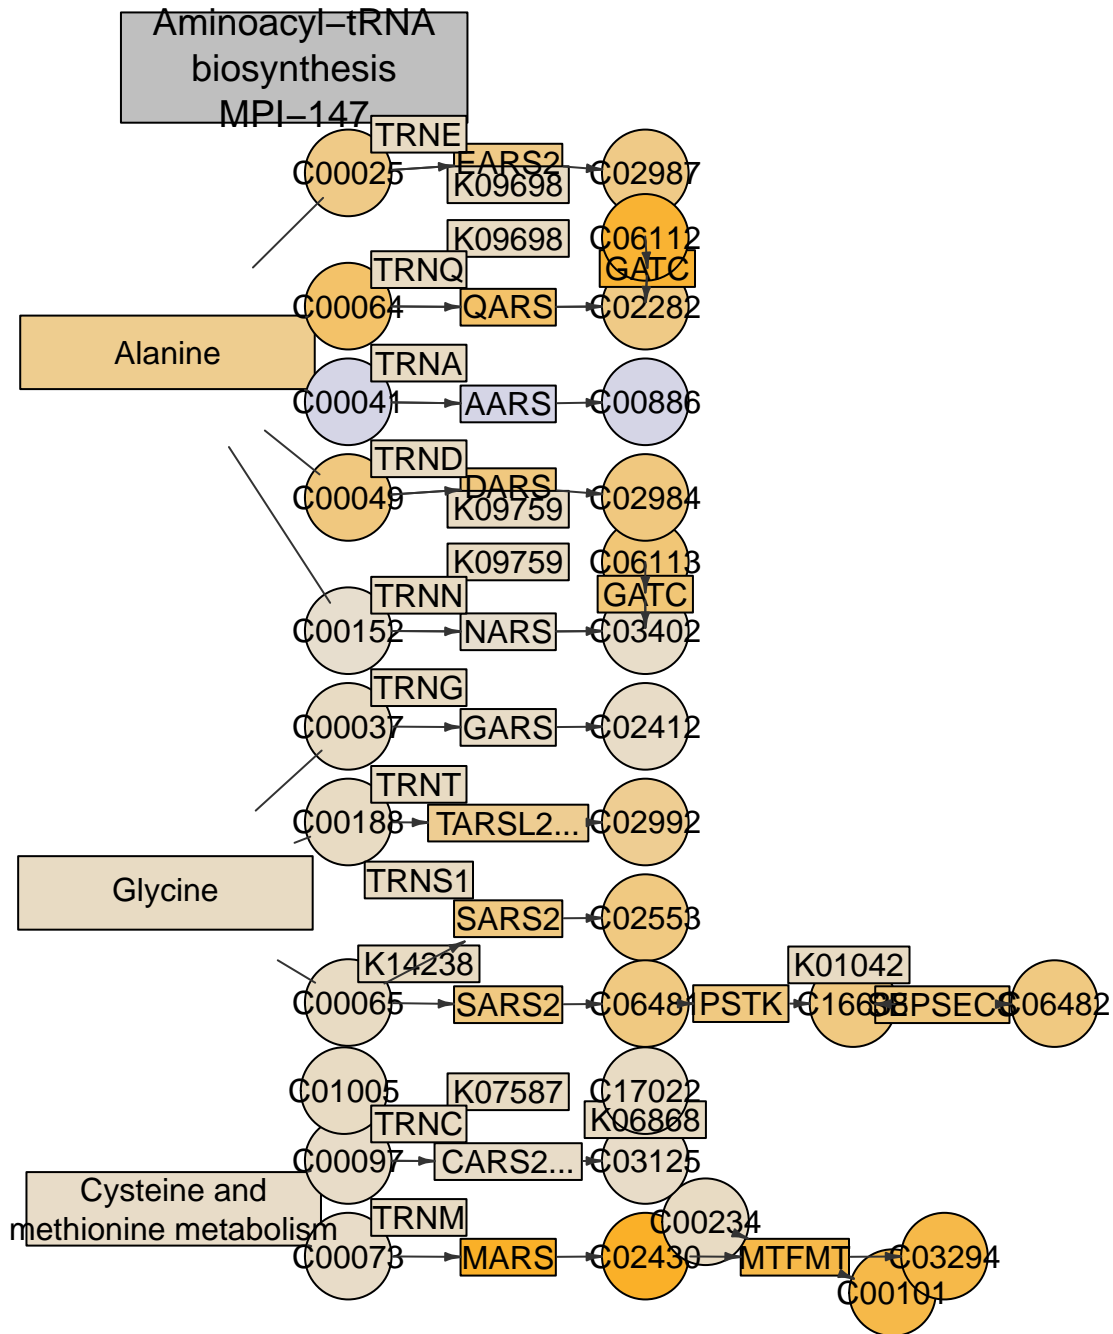 Aminoacyl−tRNA
biosynthesis
MPI−147
TRNE
C00025
EARS2
K09698
C02987
K09698
C06112
TRNQ
GATC
C00064
QARS
C02282
Alanine
TRNA
C00041
AARS
C00886
TRND
C00049
DARS
K09759
C02984
K09759
C06113
TRNN
GATC
C00152
NARS
C03402
TRNG
C00037
GARS
C02412
TRNT
C00188
TARSL2...
C02992
Glycine
TRNS1
SARS2
C02553
K14238
K01042
C00065
SARS2
C06481
PSTK
SEPSECS
C06482
C01005
K07587
C17022
K06868
TRNC
C00097
CARS2...
C03125
Cysteine and
methionine metabolism
TRNM
C00234
C00073
MARS
C02430
MTFMT
C03294
C00101